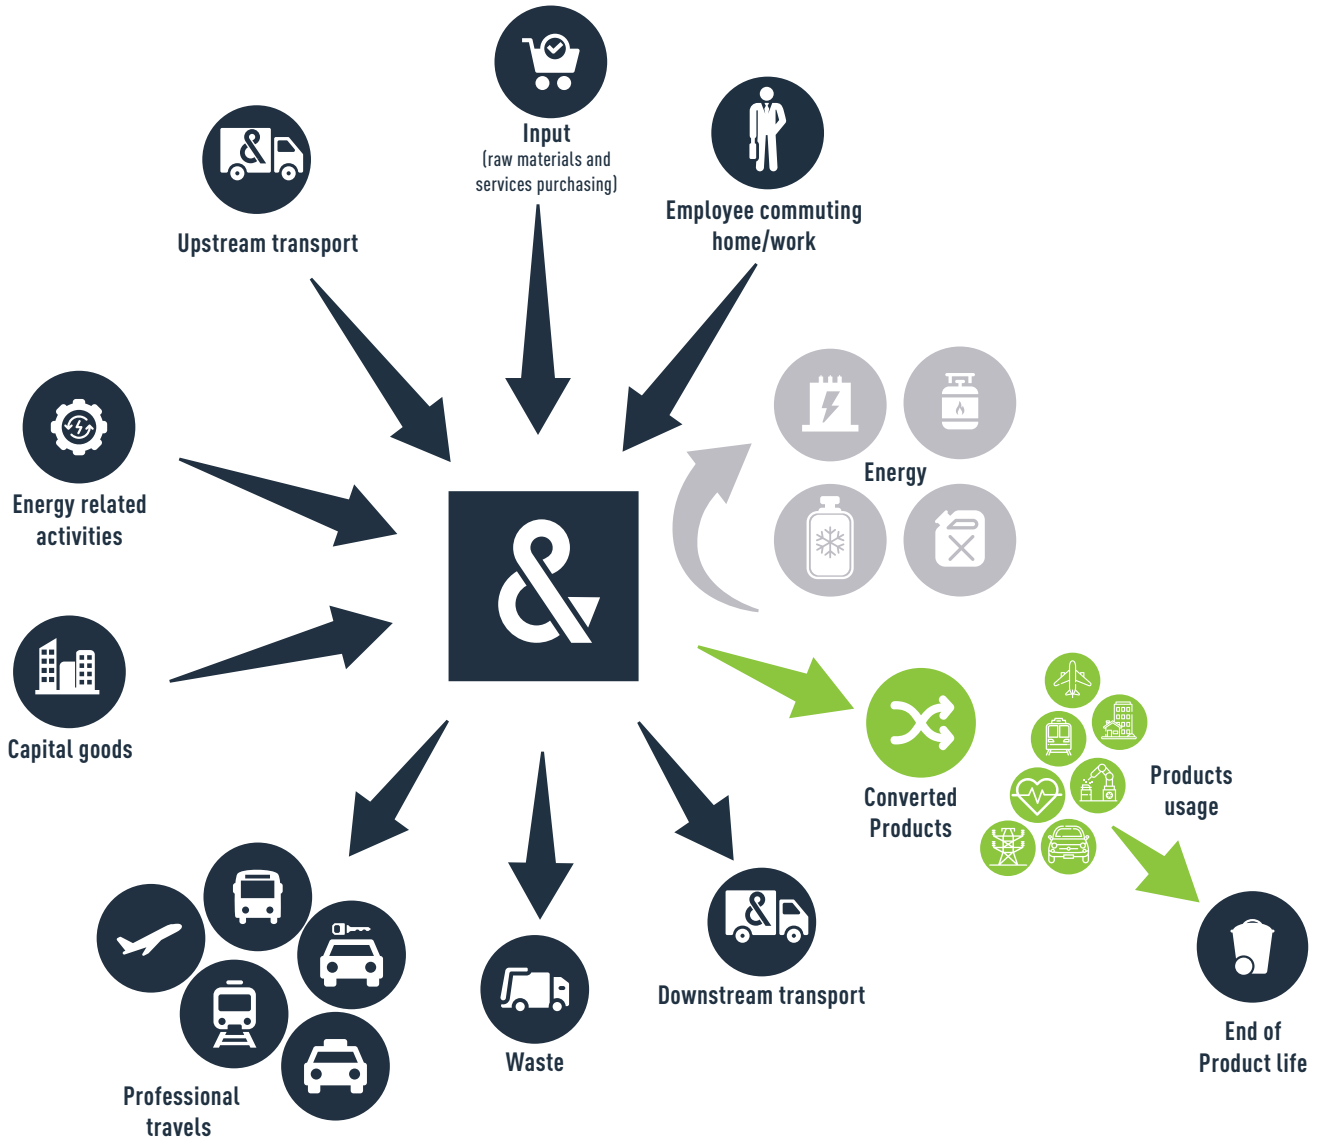 Input
(raw materials and
services purchasing)
Employee commuting
home/work
Upstream transport
&
Energy
Energy related
activities
&
Capital goods
Converted
Products
Products
usage
&
Downstream transport
Waste
End of
Product life
Professional
travels